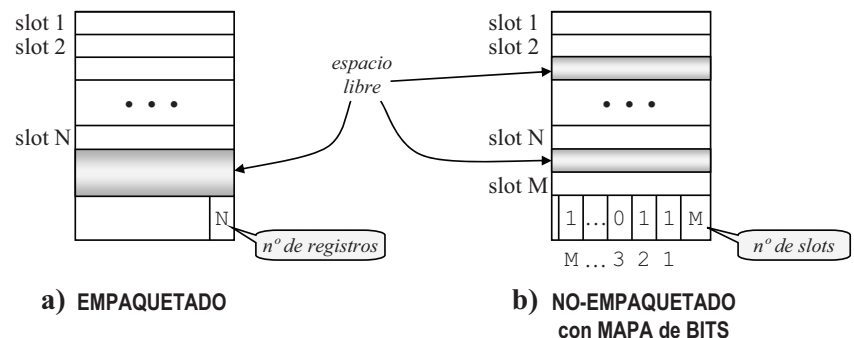 slot 1
slot 2
• • •
slot N
N
nº de registros
a) EMPAQUETADO
espacio
libre
slot 1
slot 2
• • •
slot N
slot M
1 ... 0 1 1 M
M ... 3 2 1
nº de slots
b) NO-EMPAQUETADO
con MAPA de BITS